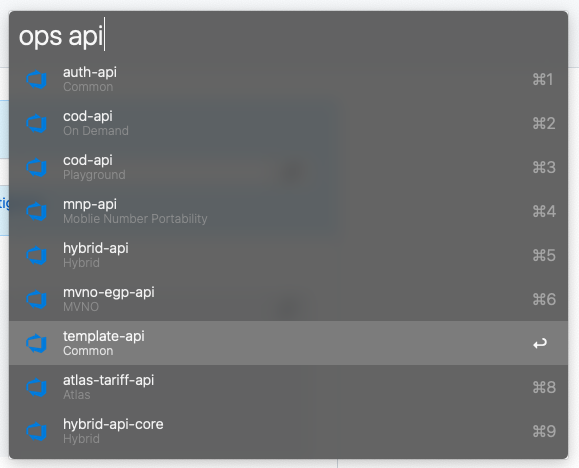 ops api
auth-api
Common
⌘1
cod-api
On Demand
⌘2
cod-api
Playground
⌘3
mnp-api
Moblie Number Portability
⌘4
hybrid-api
Hybrid
⌘5
mvno-egp-api
MVNO
⌘6
template-api
Common
↩
atlas-tariff-api
Atlas
⌘8
hybrid-api-core
Hybrid
⌘9